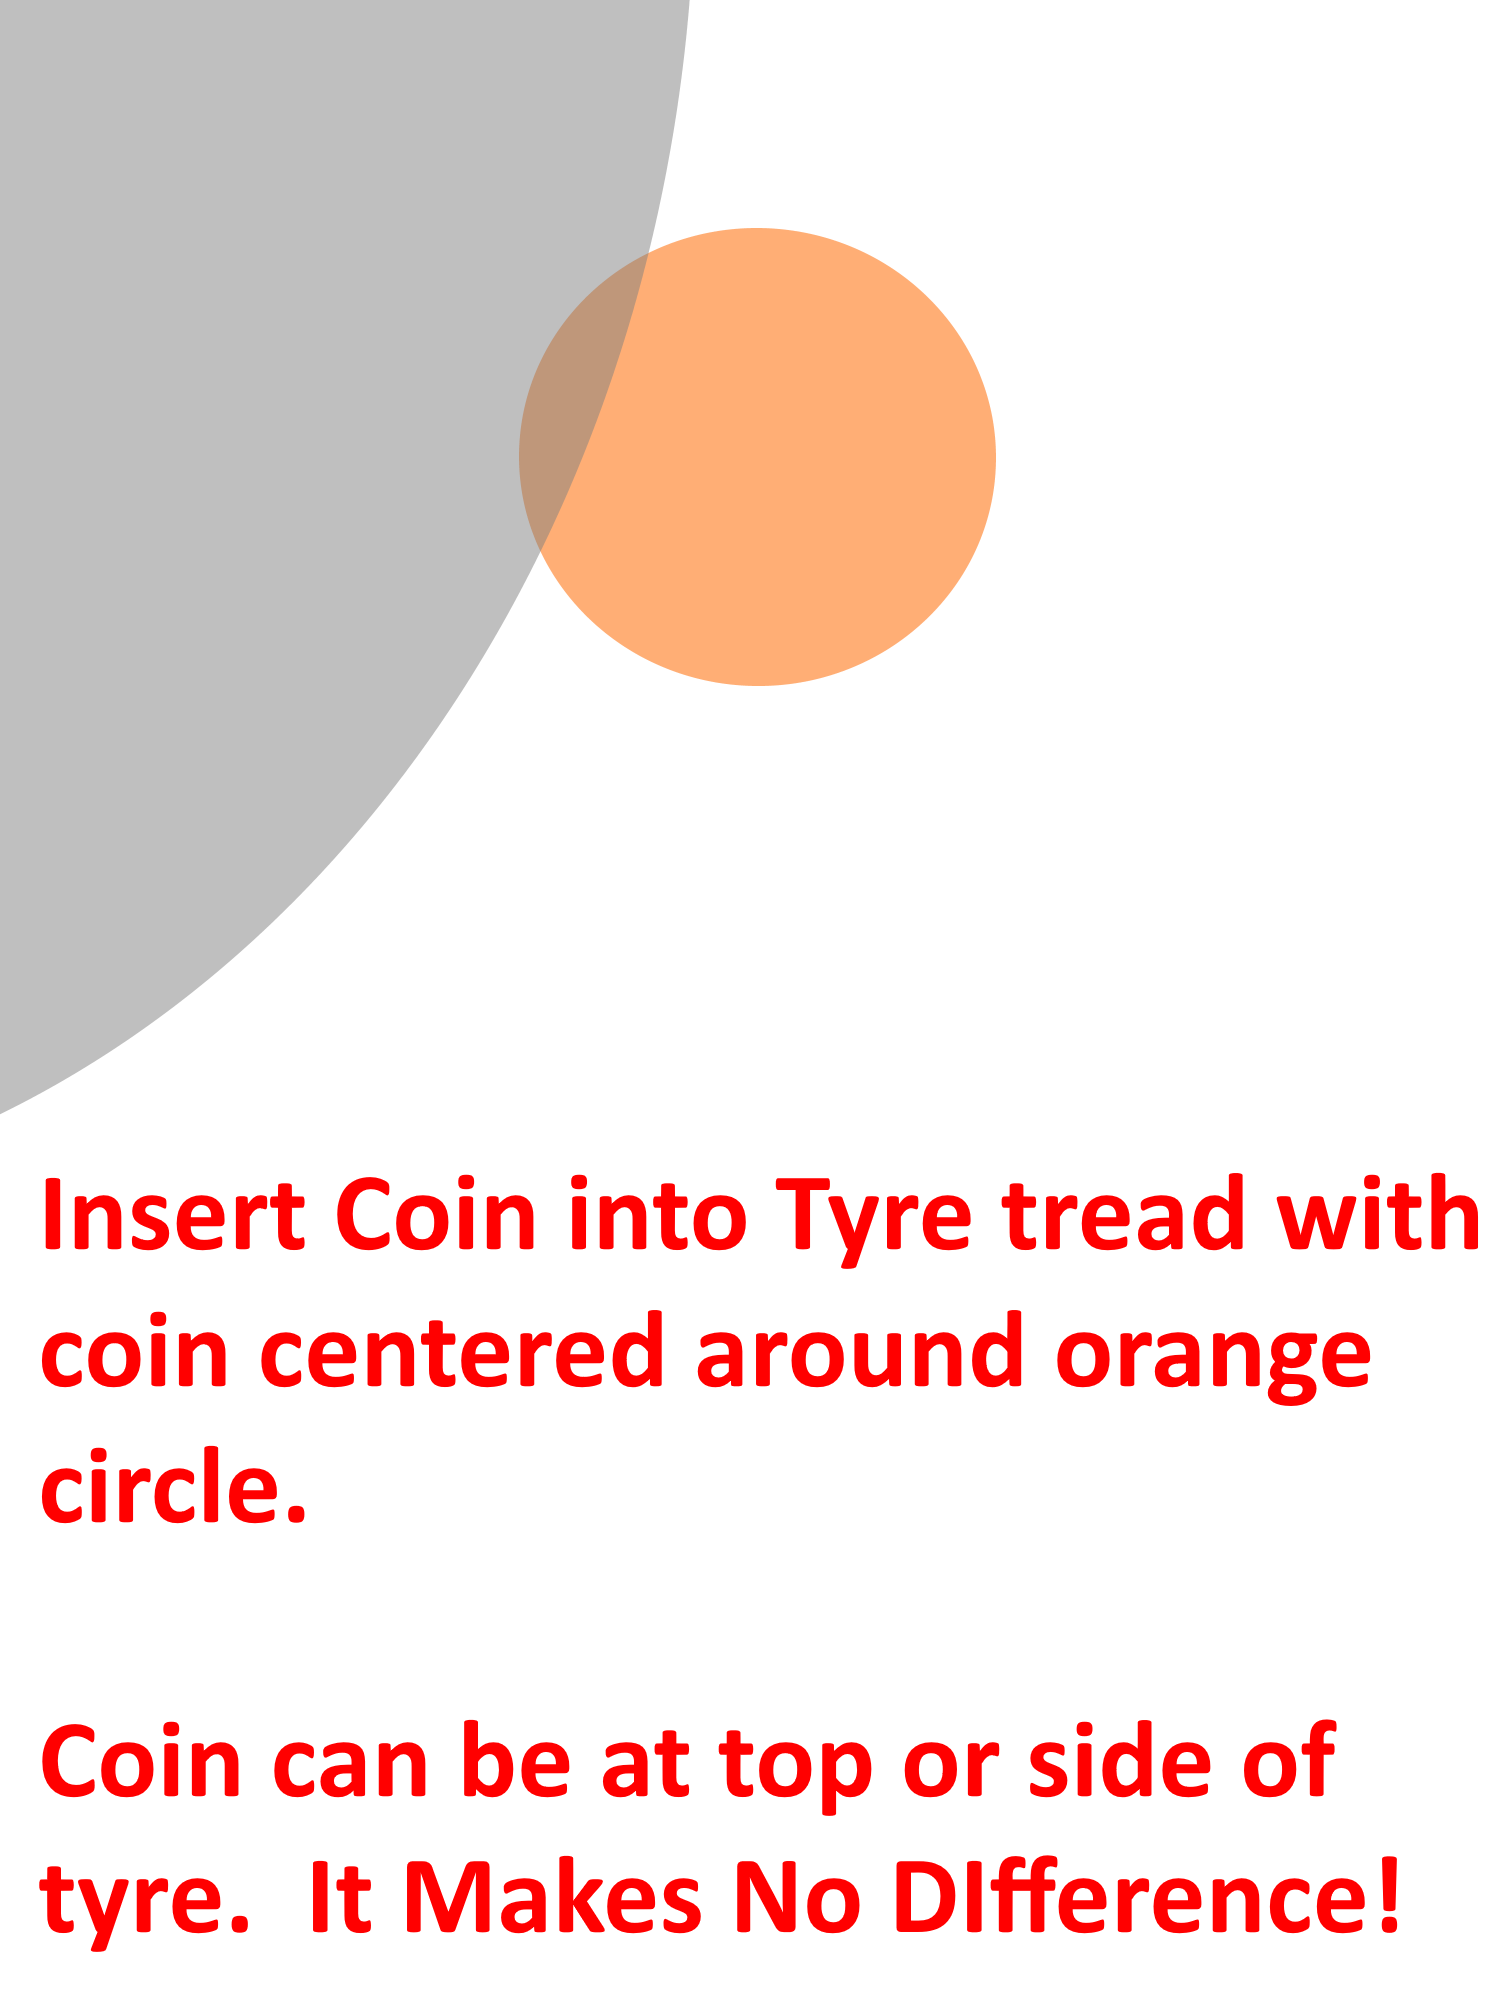 Insert Coin into Tyre tread with
coin centered around orange
circle.
Coin can be at top or side of
tyre.  It Makes No DIfference!